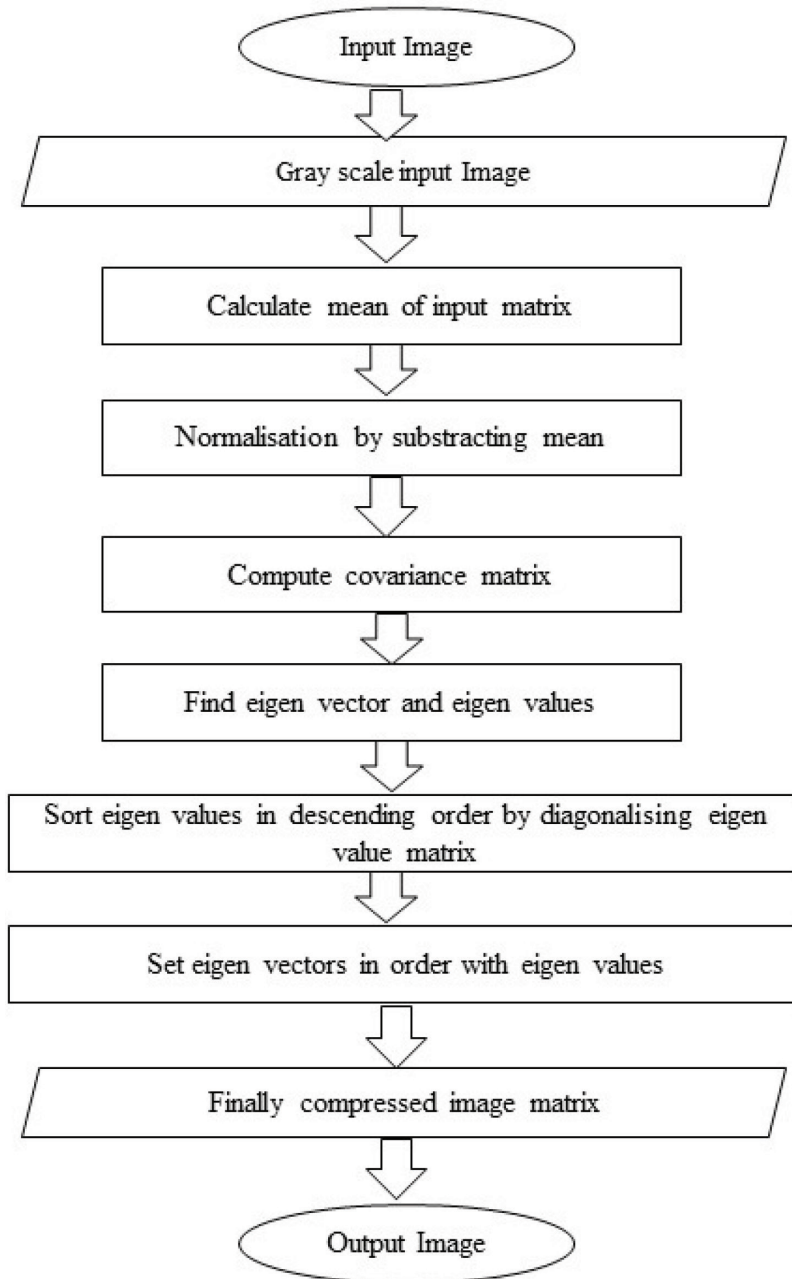 Input Image
Gray scale input Image
Calculate mean of input matrix
Normalisation by substracting mean
Compute covariance matrix
Find eigen vector and eigen values
Sort eigen values in descending order by diagonalising eigen
value matrix
Set eigen vectors in order with eigen values
Finally compressed image matrix
Output Image